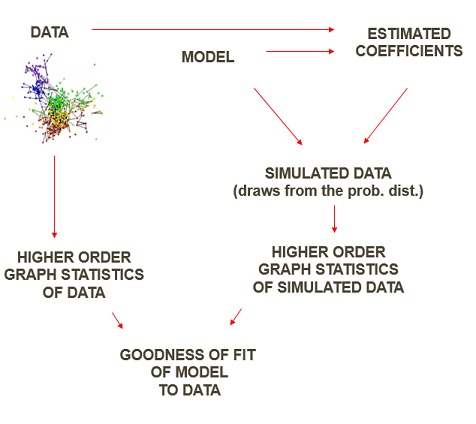 DATA
MODEL
ESTIMATED
COEFFICIENTS
SIMULATED DATA
(draws from the prob. dist.)
HIGHER ORDER
GRAPH STATISTICS
OF DATA
HIGHER ORDER
GRAPH STATISTICS
OF SIMULATED DATA
GOODNESS OF FIT
OF MODEL
TO DATA